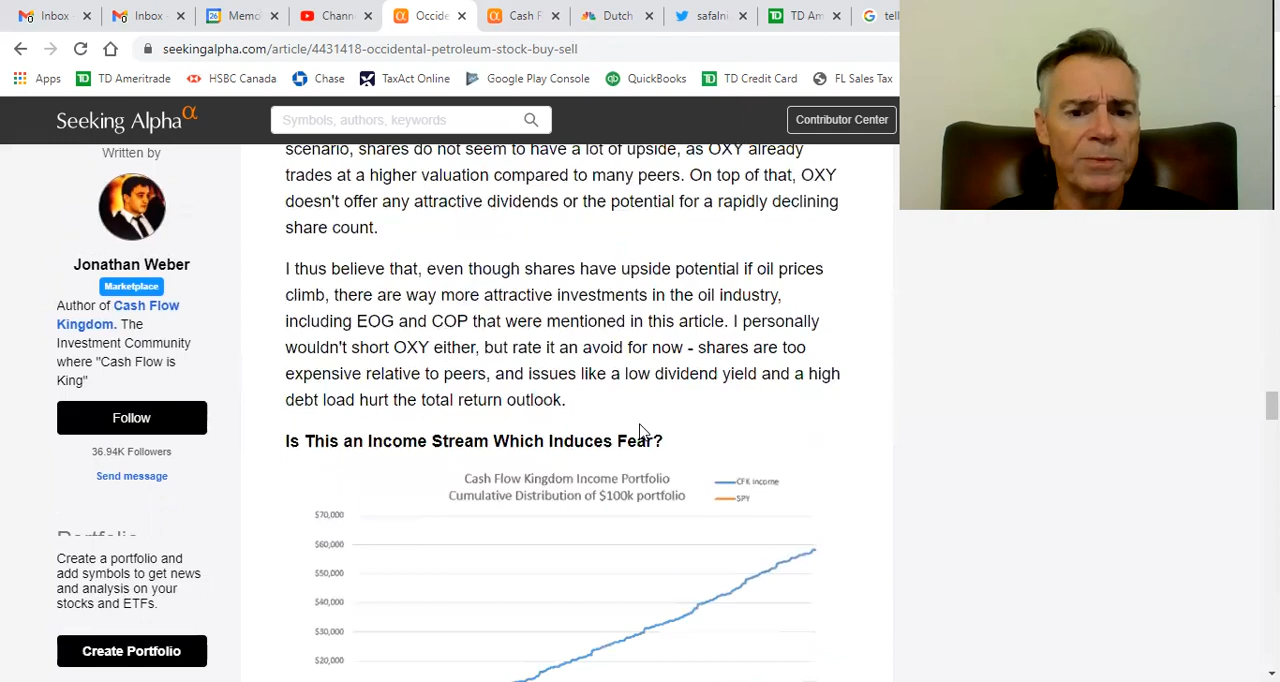 Inbox -
Inbox
Memo
Chann
Occide
Cash F
Dutch
safalni
TD Am
tell
seekingalpha.com/article/4431418-occidental-petroleum-stock-buy-sell
Apps
TD Ameritrade
HSBC Canada
Chase
TaxAct Online
Google Play Console
QuickBooks
TD Credit Card
FL Sales Tax
Seeking Alpha α
Symbols, authors, keywords
Contributor Center
Written by
Jonathan Weber
Marketplace
Author of Cash Flow
Kingdom. The
Investment Community
where "Cash Flow is
King"
Follow
36.94K Followers
Send message
Portfolio
Create a portfolio and
add symbols to get news
and analysis on your
stocks and ETFs.
Create Portfolio
scenario, shares do not seem to have a lot of upside, as OXY already
trades at a higher valuation compared to many peers. On top of that, OXY
doesn't offer any attractive dividends or the potential for a rapidly declining
share count.
I thus believe that, even though shares have upside potential if oil prices
climb, there are way more attractive investments in the oil industry,
including EOG and COP that were mentioned in this article. I personally
wouldn't short OXY either, but rate it an avoid for now - shares are too
expensive relative to peers, and issues like a low dividend yield and a high
debt load hurt the total return outlook.
Is This an Income Stream Which Induces Fear?
Cash Flow Kingdom Income Portfolio
Cumulative Distribution of $100k portfolio
CFK income
SPY
$70,000
$60,000
$50,000
$40,000
$30,000
$20,000